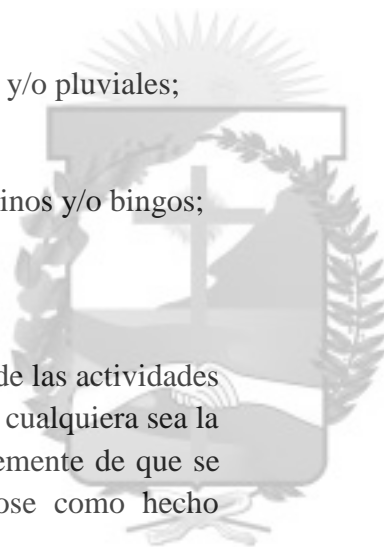 y/o pluviales;
inos y/o bingos;
de las actividades
cualquiera sea la
emente de que se
ose como hecho